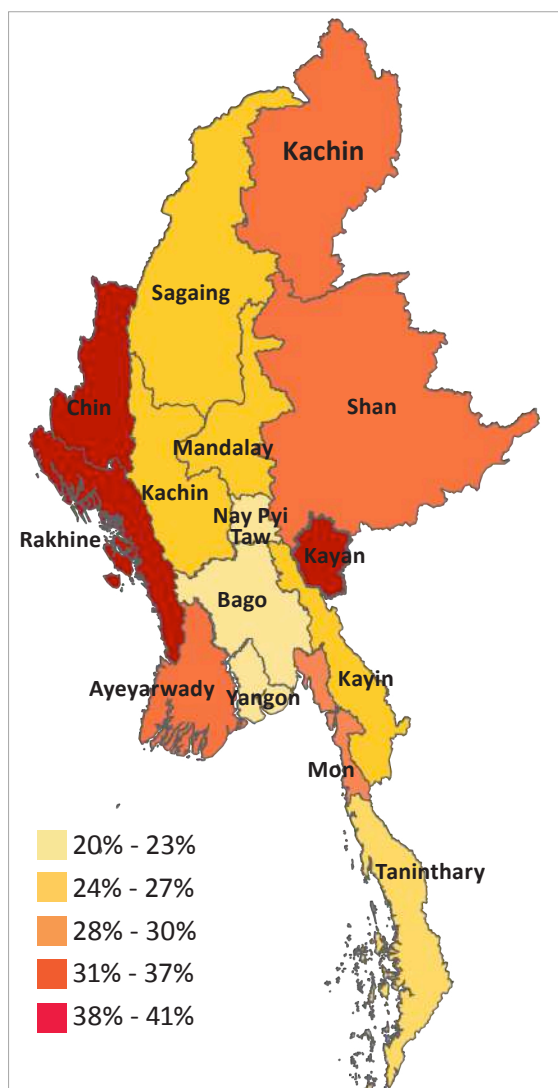 Kachin
Sagaing
Chin
Shan
Mandalay
Kachin
Nay Pyi
Taw
Rakhine
Kayan
Bago
Ayeyarwady
Yangon
Kayin
Mon
Taninthary
20% - 23%
24% - 27%
28% - 30%
31% - 37%
38% - 41%